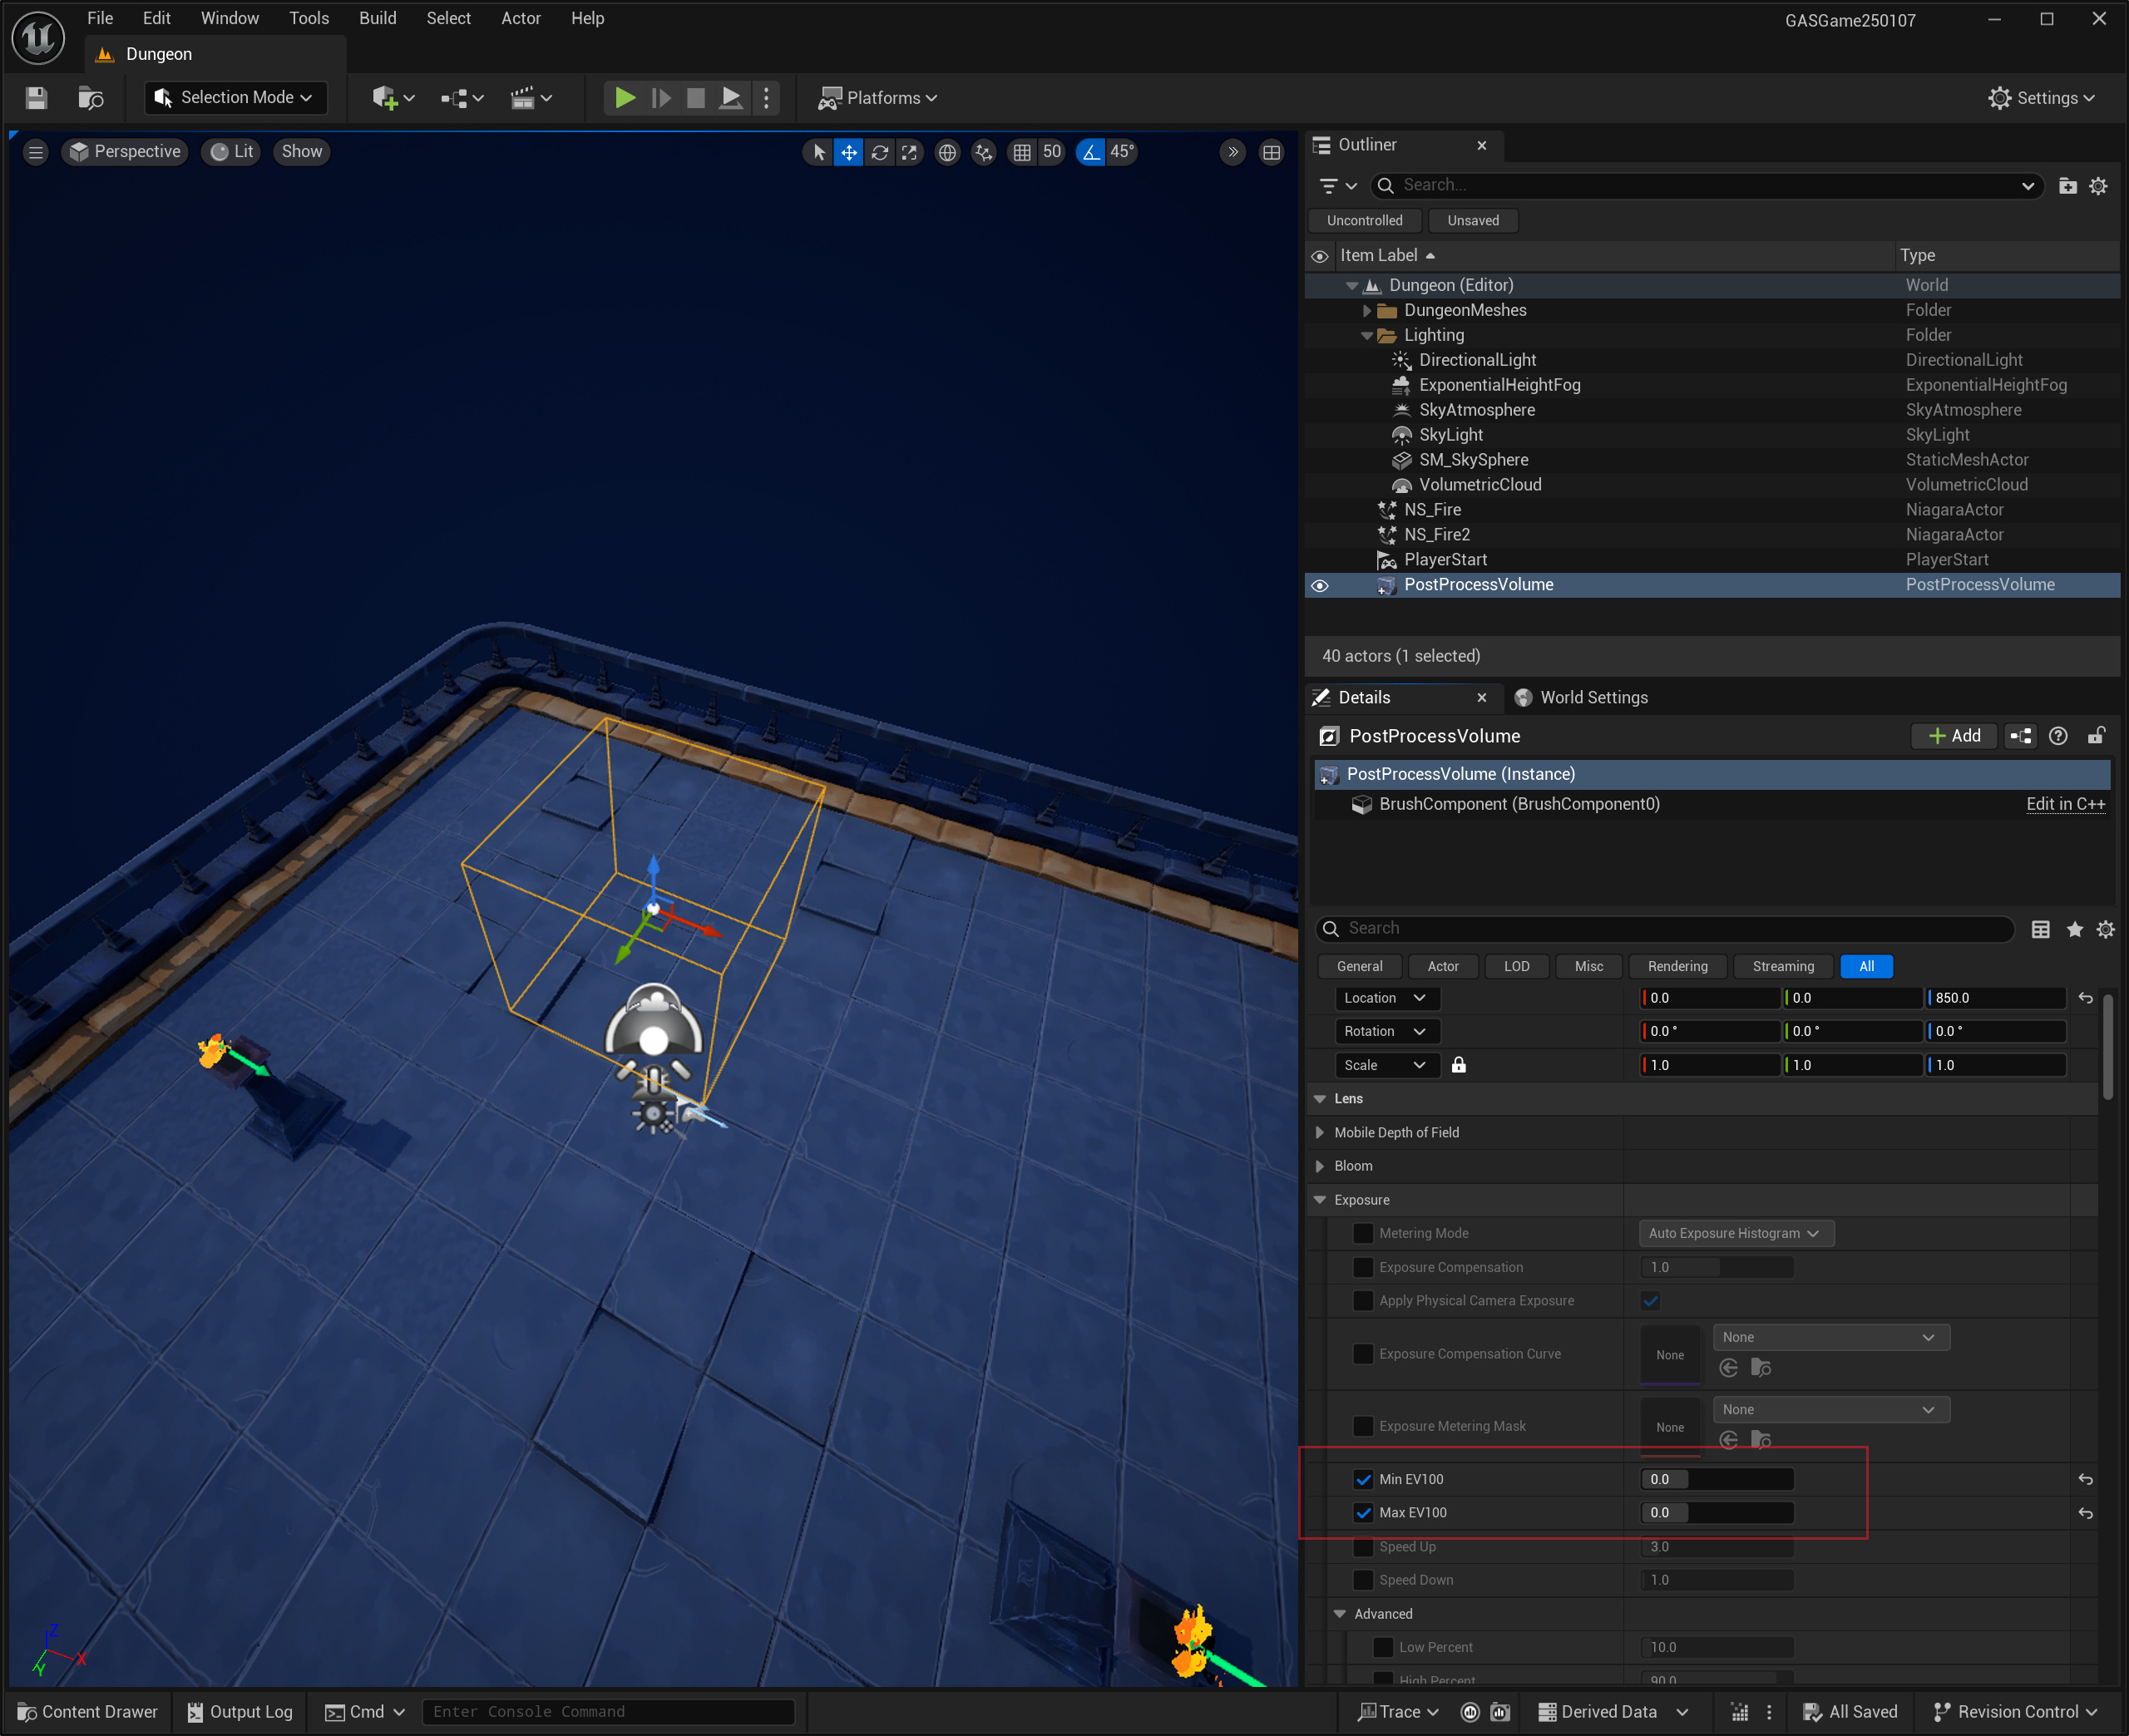 File Edit Window Tools Build Select Actor Help
GASGame250107
Dungeon
Selection Mode
Platforms
Settings
Perspective Lit Show
50 45°
Outliner
Search...
Uncontrolled Unsaved
Item Label Type
Dungeon (Editor) World
DungeonMeshes Folder
Lighting Folder
DirectionalLight DirectionalLight
ExponentialHeightFog ExponentialHeightFog
SkyAtmosphere SkyAtmosphere
SkyLight SkyLight
SM_SkySphere StaticMeshActor
VolumetricCloud VolumetricCloud
NS_Fire NiagaraActor
NS_Fire2 NiagaraActor
PlayerStart PlayerStart
PostProcessVolume PostProcessVolume
40 actors (1 selected)
Details World Settings
PostProcessVolume Add
PostProcessVolume (Instance)
BrushComponent (BrushComponent0) Edit in C++
Search
General Actor LOD Misc Rendering Streaming All
Location 0.0 0.0 850.0
Rotation 0.0 ° 0.0 ° 0.0 °
Scale 1.0 1.0 1.0
Lens
Mobile Depth of Field
Bloom
Exposure
Metering Mode Auto Exposure Histogram
Exposure Compensation 1.0
Apply Physical Camera Exposure
Exposure Compensation Curve None None
Exposure Metering Mask None None
Min EV100 0.0
Max EV100 0.0
Speed Up 3.0
Speed Down 1.0
Advanced
Low Percent 10.0
High Percent 90.0
Z
X
Y
Content Drawer Output Log Cmd Enter Console Command Trace Derived Data All Saved Revision Control